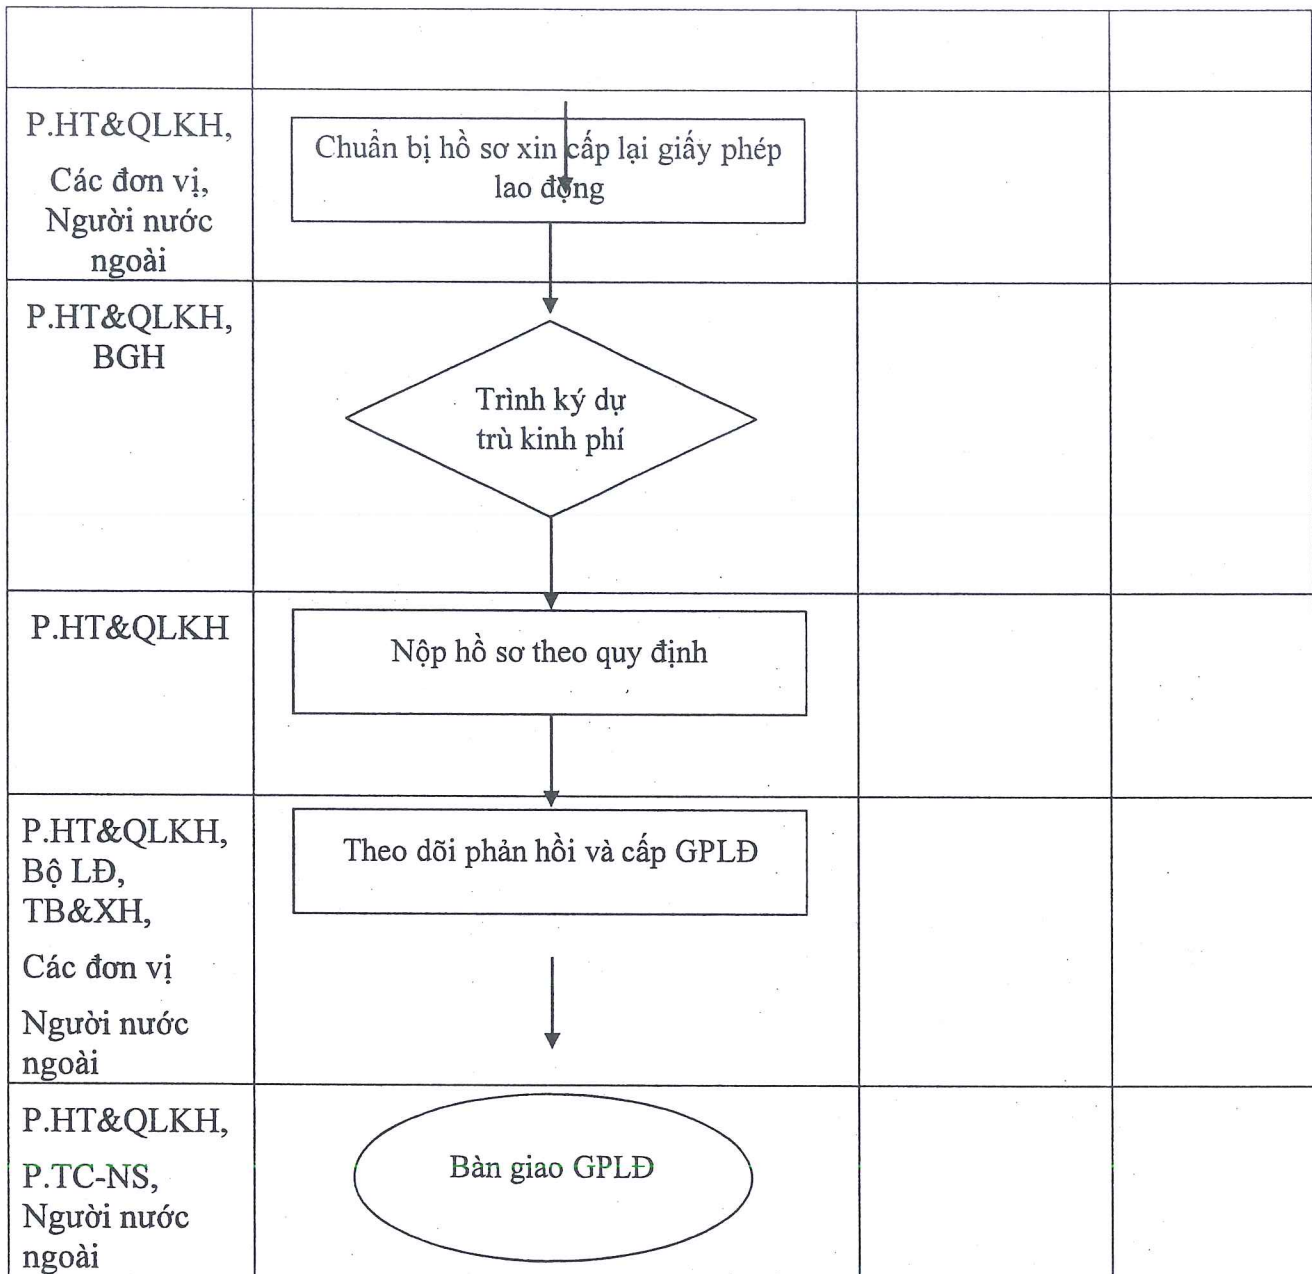 P.HT&QLKH,
Các đơn vị,
Người nước
ngoài
Chuẩn bị hồ sơ xin cấp lại giấy phép
lao động
P.HT&QLKH,
BGH
Trình ký dự
trù kinh phí
P.HT&QLKH
Nộp hồ sơ theo quy định
P.HT&QLKH,
Bộ LĐ,
TB&XH,
Các đơn vị
Người nước
ngoài
Theo dõi phản hồi và cấp GPLĐ
P.HT&QLKH,
P.TC-NS,
Người nước
ngoài
Bàn giao GPLĐ